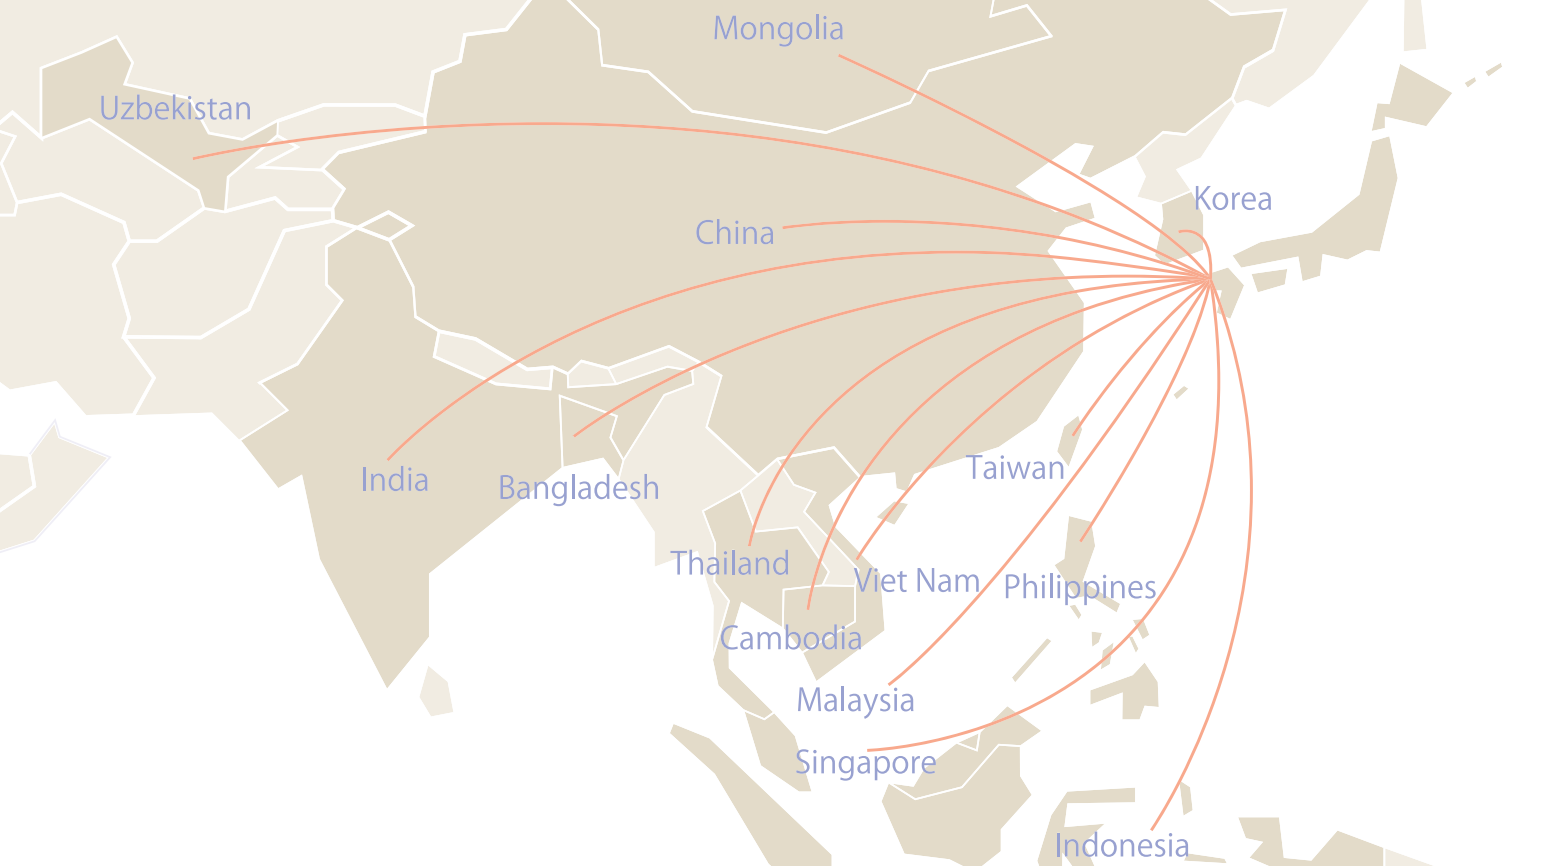 Mongolia
Uzbekistan
Korea
China
Taiwan
India
Bangladesh
Thailand
Viet Nam
Philippines
Cambodia
Malaysia
Singapore
Indonesia